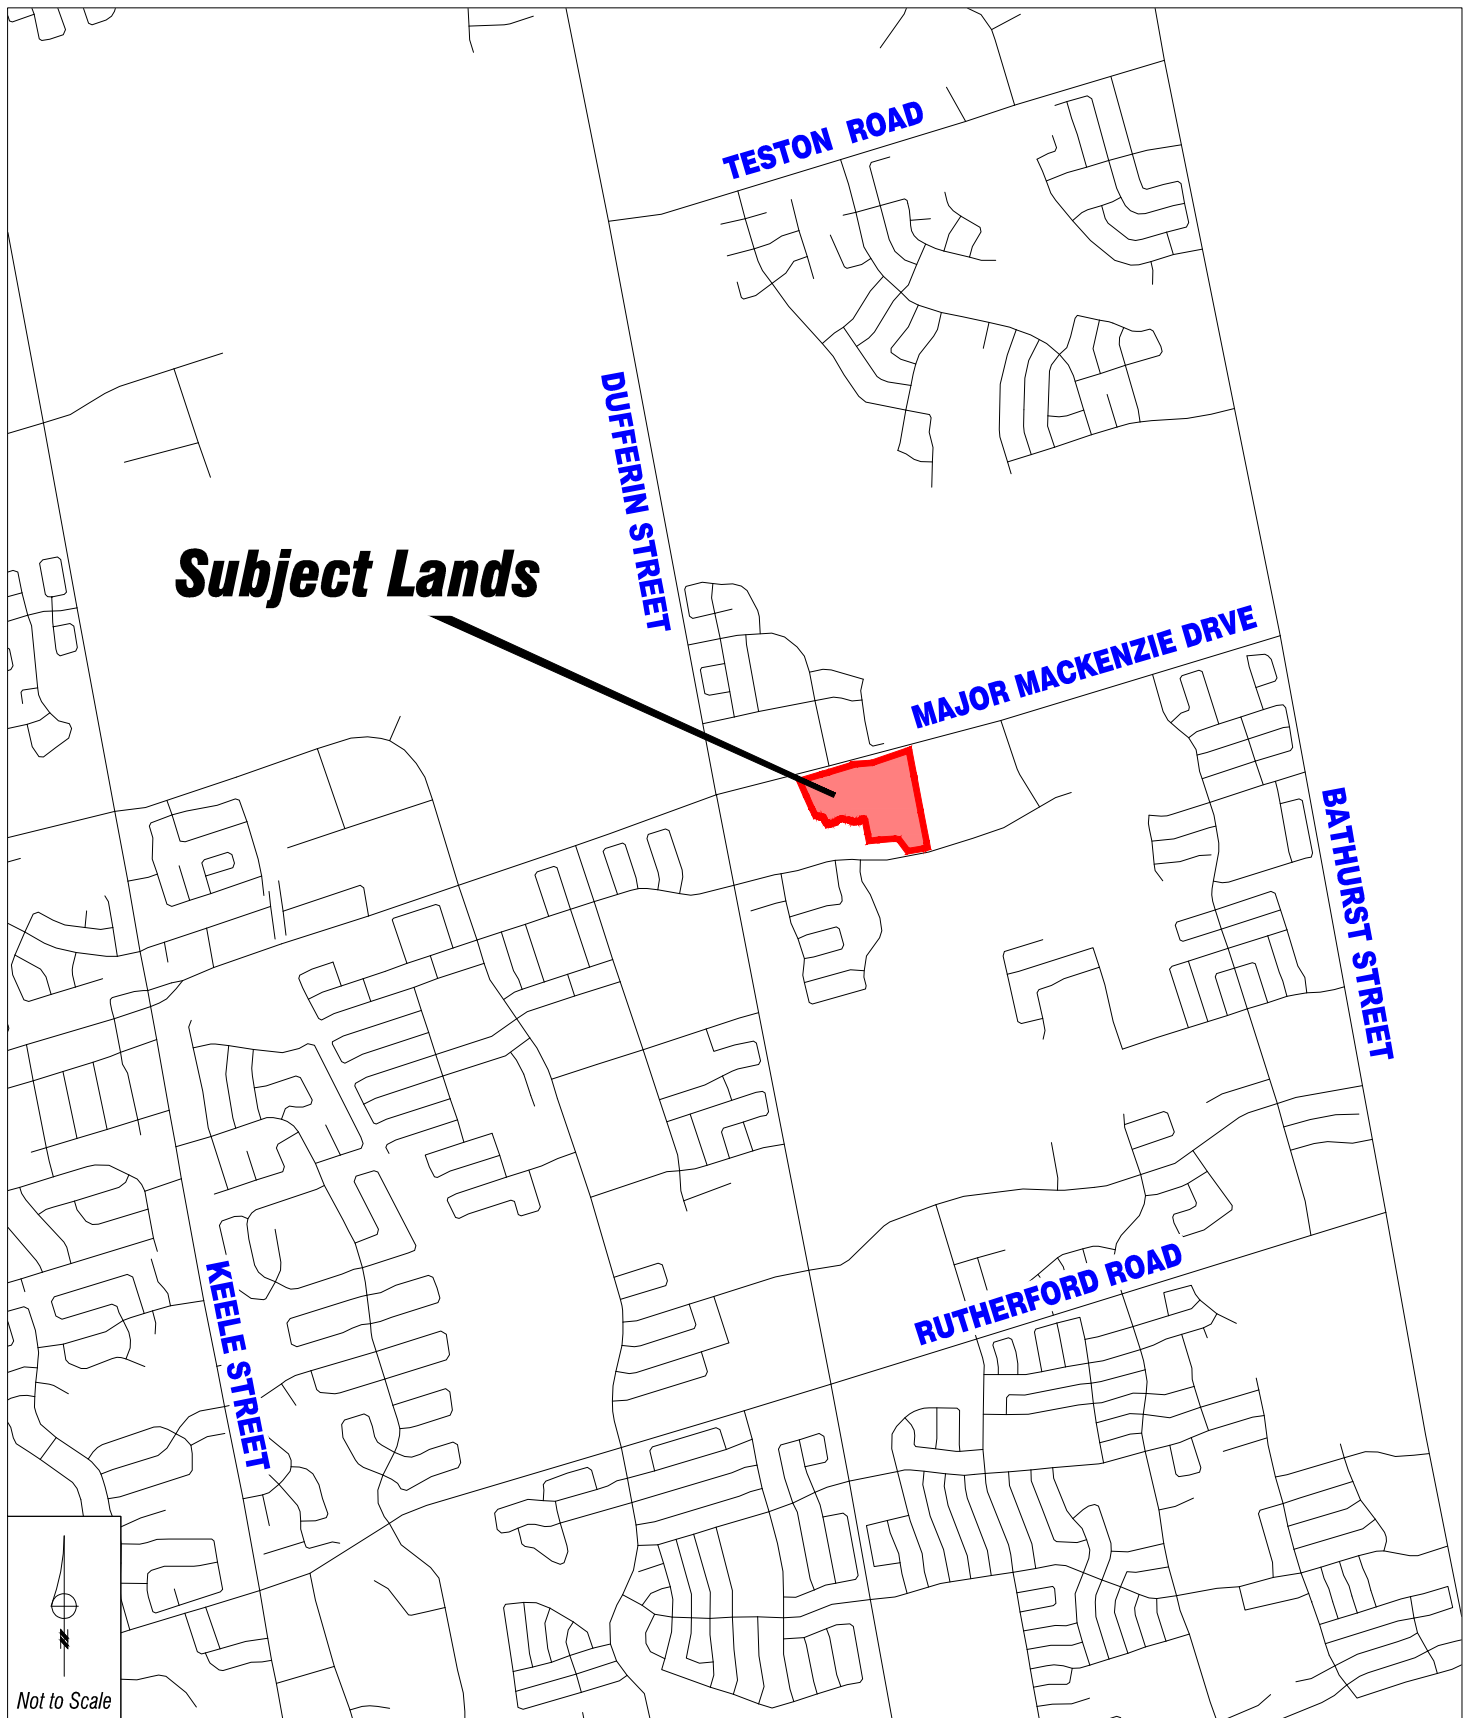 TESTON ROAD
DUFFERIN STREET
Subject Lands
MAJOR MACKENZIE DRVE
BATHURST STREET
RUTHERFORD ROAD
KEELE STREET
N
Not to Scale